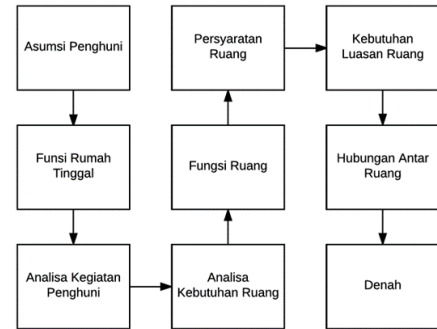 Asumsi Penghuni
Funsi Rumah
Tinggal
Analisa Kegiatan
Penghuni
Analisa
Kebutuhan Ruang
Fungsi Ruang
Persyaratan
Ruang
Kebutuhan
Luasan Ruang
Hubungan Antar
Ruang
Denah